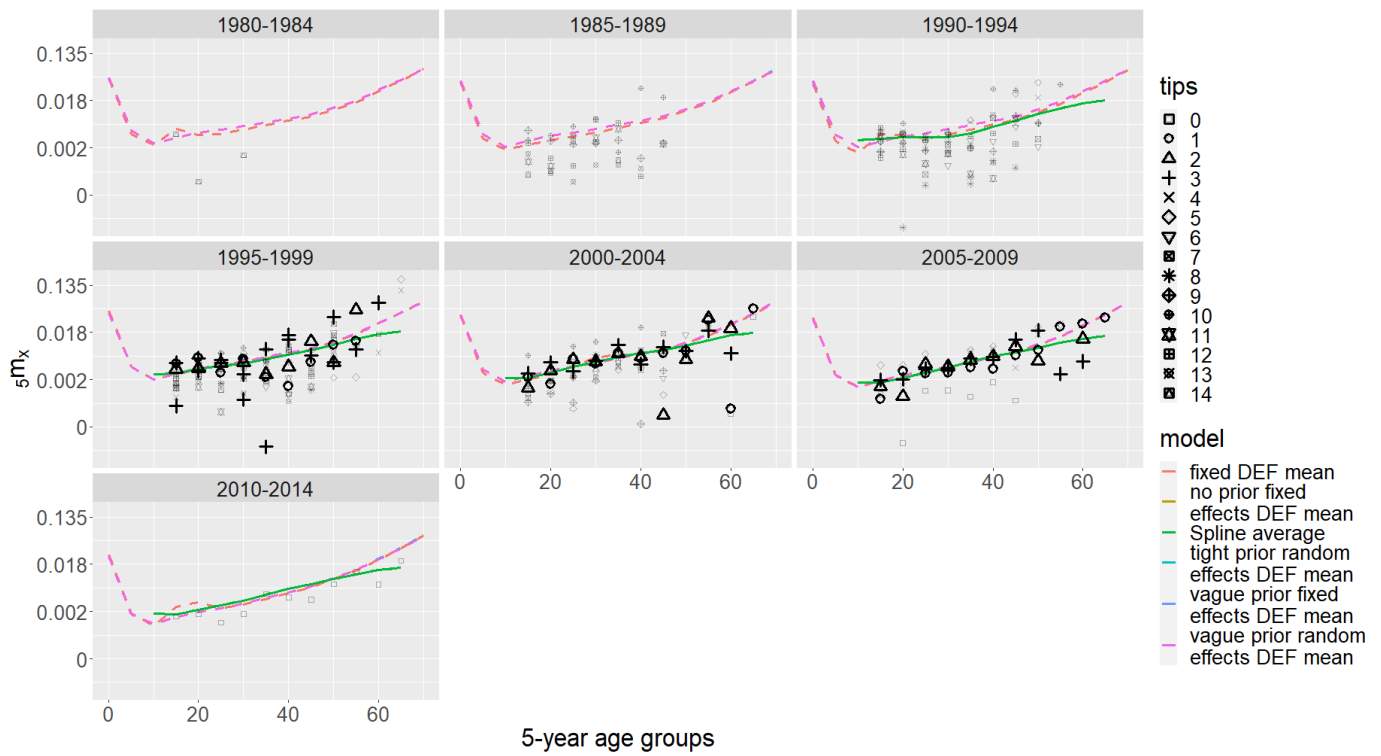 1980-1984
1985-1989
1990-1994
0.135
0.018
0.002
0
1995-1999
2000-2004
2005-2009
0.135
0.018
0.002
0
0 20 40 60
0 20 40 60
2010-2014
0.135
0.018
0.002
0
0 20 40 60
5mx
5-year age groups
tips
0
1
2
3
4
5
6
7
8
9
10
11
12
13
14
model
fixed DEF mean
no prior fixed
effects DEF mean
Spline average
tight prior random
effects DEF mean
vague prior fixed
effects DEF mean
vague prior random
effects DEF mean